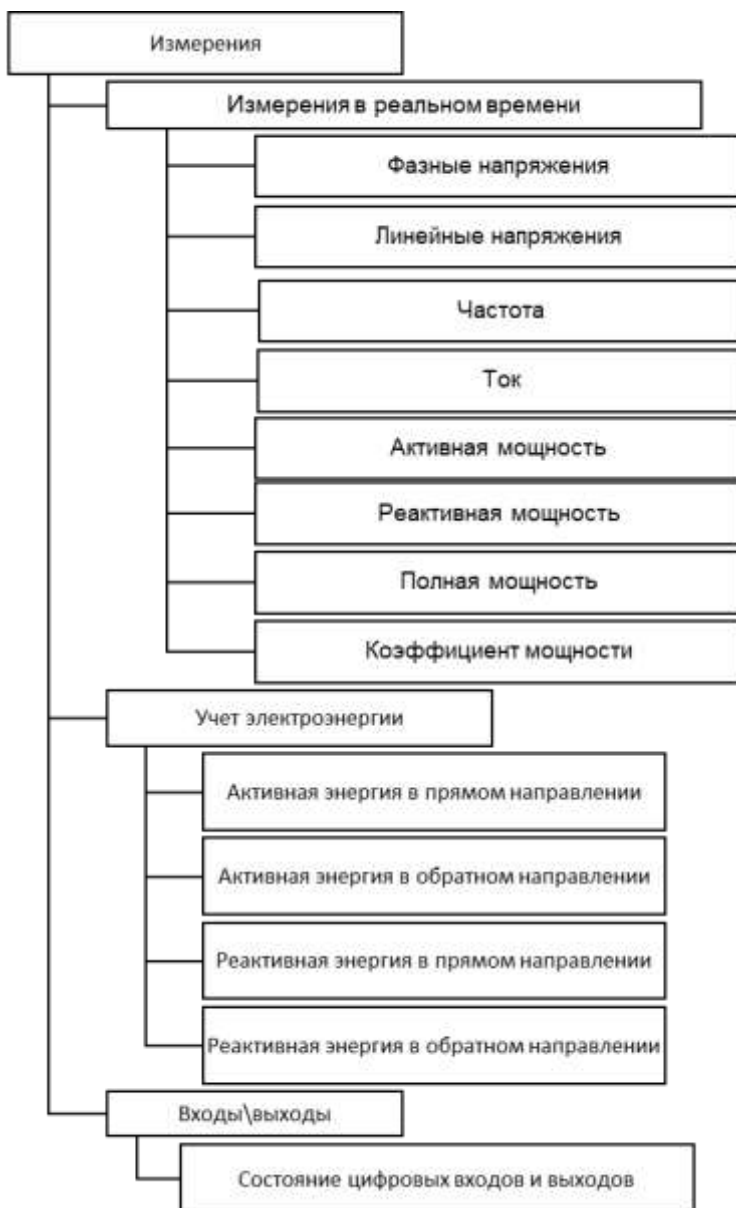 Измерения
Измерения в реальном времени
Фазные напряжения
Линейные напряжения
Частота
Ток
Активная мощность
Реактивная мощность
Полная мощность
Коэффициент мощности
Учет электроэнергии
Активная энергия в прямом направлении
Активная энергия в обратном направлении
Реактивная энергия в прямом направлении
Реактивная энергия в обратном направлении
Входы\выходы
Состояние цифровых входов и выходов